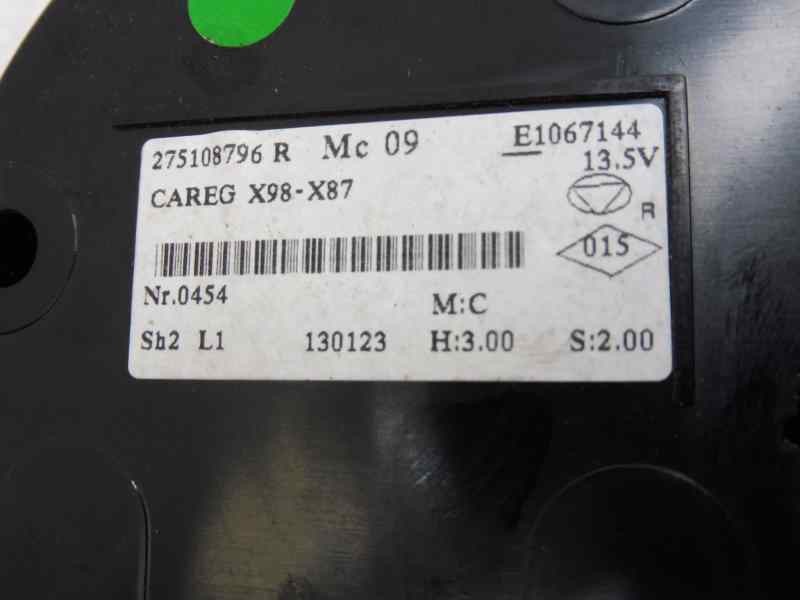 275108796 R Mc 09 E1067144
13.5V
CAREG X98-X87
R
015
Nr.0454 M:C
Sh2 L1 130123 H:3.00 S:2.00